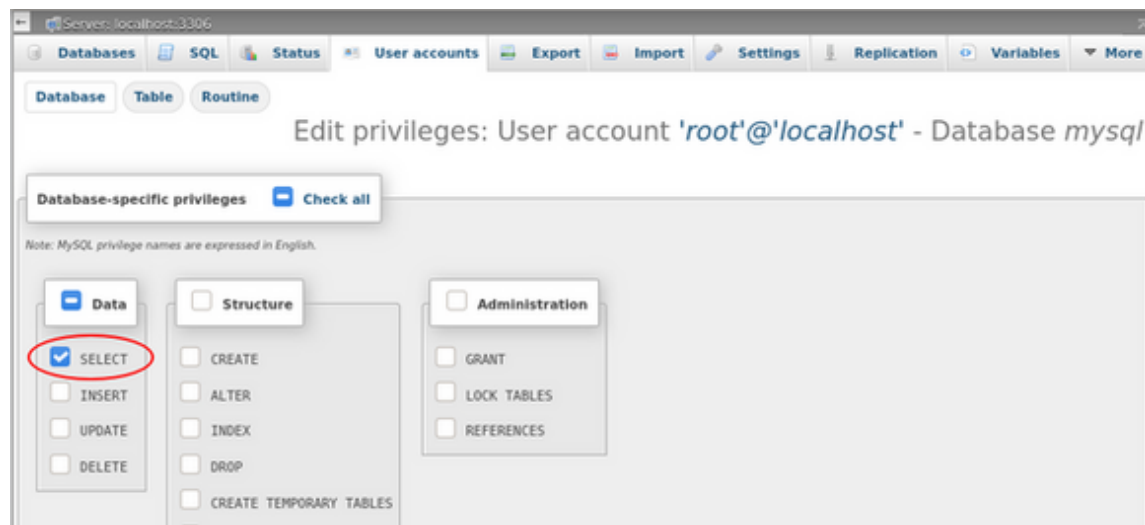 Server: localhost:3306
Databases SQL Status User accounts Export Import Settings Replication Variables More
Database Table Routine
Edit privileges: User account 'root'@'localhost' - Database mysql
Database-specific privileges Check all
Note: MySQL privilege names are expressed in English.
Data
SELECT
INSERT
UPDATE
DELETE
Structure
CREATE
ALTER
INDEX
DROP
CREATE TEMPORARY TABLES
Administration
GRANT
LOCK TABLES
REFERENCES